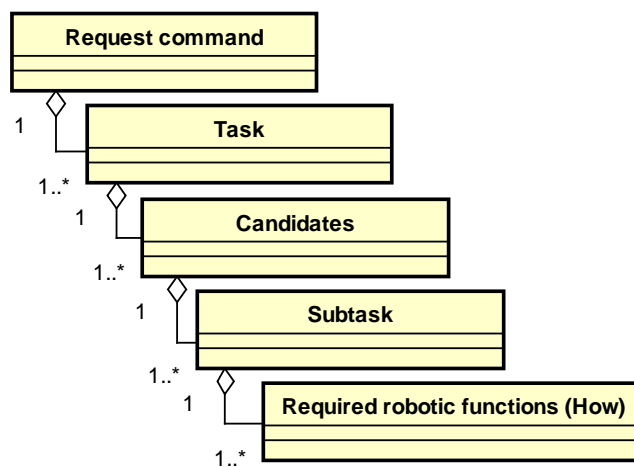 Request command
1
Task
1..*
1
Candidates
1..*
1
Subtask
1..*
1
Required robotic functions (How)
1..*